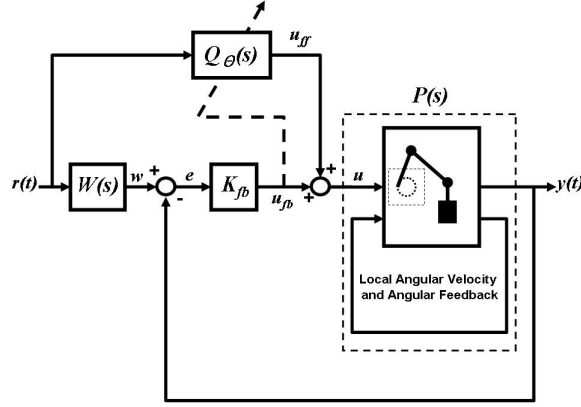 u_ff
Q_Θ(s)
P(s)
+
r(t)
W(s)
w
+
-
e
K_fb
u_fb
+
u
y(t)
Local Angular Velocity
and Angular Feedback